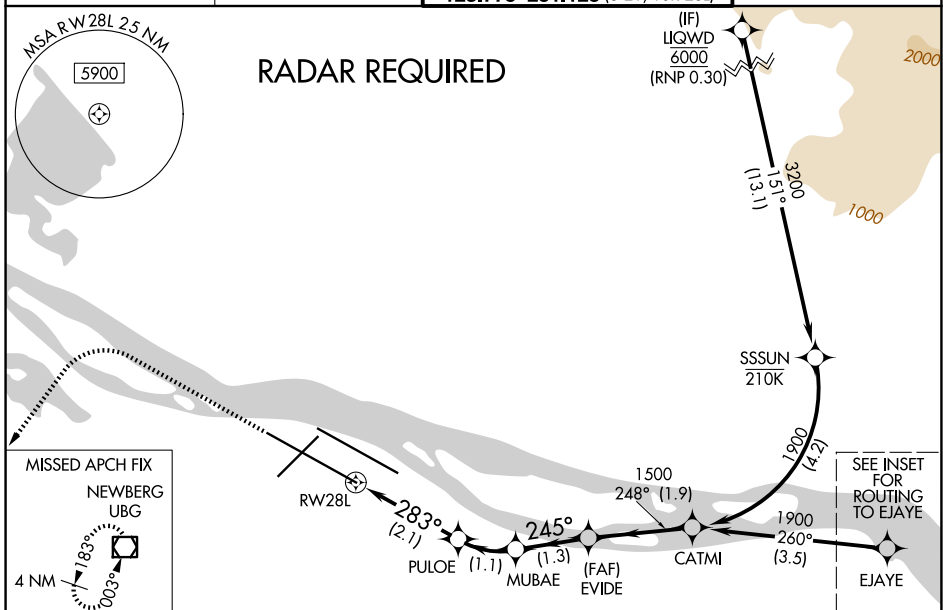 MSA RW28L 25 NM
5900
RADAR REQUIRED
(IF)
LIQWD
6000
(RNP 0.30)
2000
1000
3200
151°
(13.1)
SSSUN
210K
1900
(4.2)
SEE INSET
FOR
ROUTING
TO EJAYE
1500
248° (1.9)
1900
260°
(3.5)
EJAYE
CATMI
245°
(1.3)
(FAF)
EVIDE
MUBAE
(1.1)
PULOE
283°
(2.1)
RW28L
MISSED APCH FIX
NEWBERG
UBG
183°
003°
4 NM